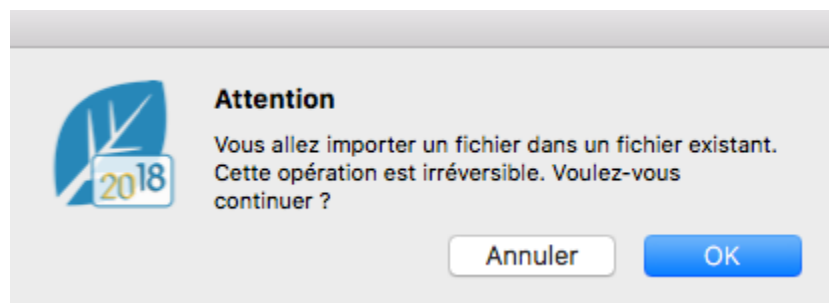 Attention
Vous allez importer un fichier dans un fichier existant.
Cette opération est irréversible. Voulez-vous
continuer ?
2018
Annuler
OK